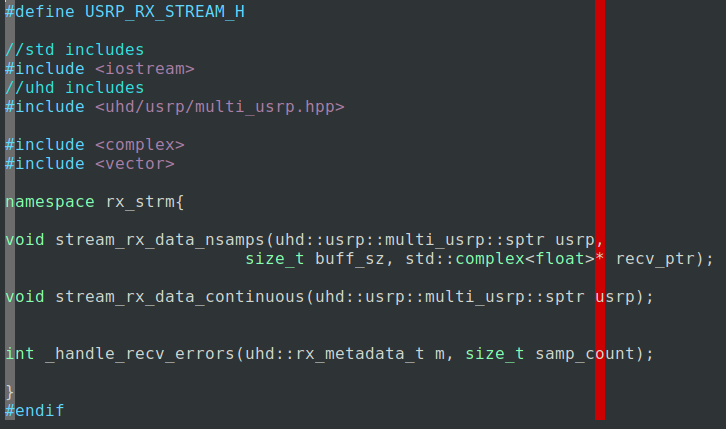 #define USRP_RX_STREAM_H
//std includes
#include <iostream>
//uhd includes
#include <uhd/usrp/multi_usrp.hpp>
#include <complex>
#include <vector>
namespace rx_strm{
void stream_rx_data_nsamps(uhd::usrp::multi_usrp::sptr usrp,
size_t buff_sz, std::complex<float>* recv_ptr);
void stream_rx_data_continuous(uhd::usrp::multi_usrp::sptr usrp);
int _handle_recv_errors(uhd::rx_metadata_t m, size_t samp_count);
}
#endif